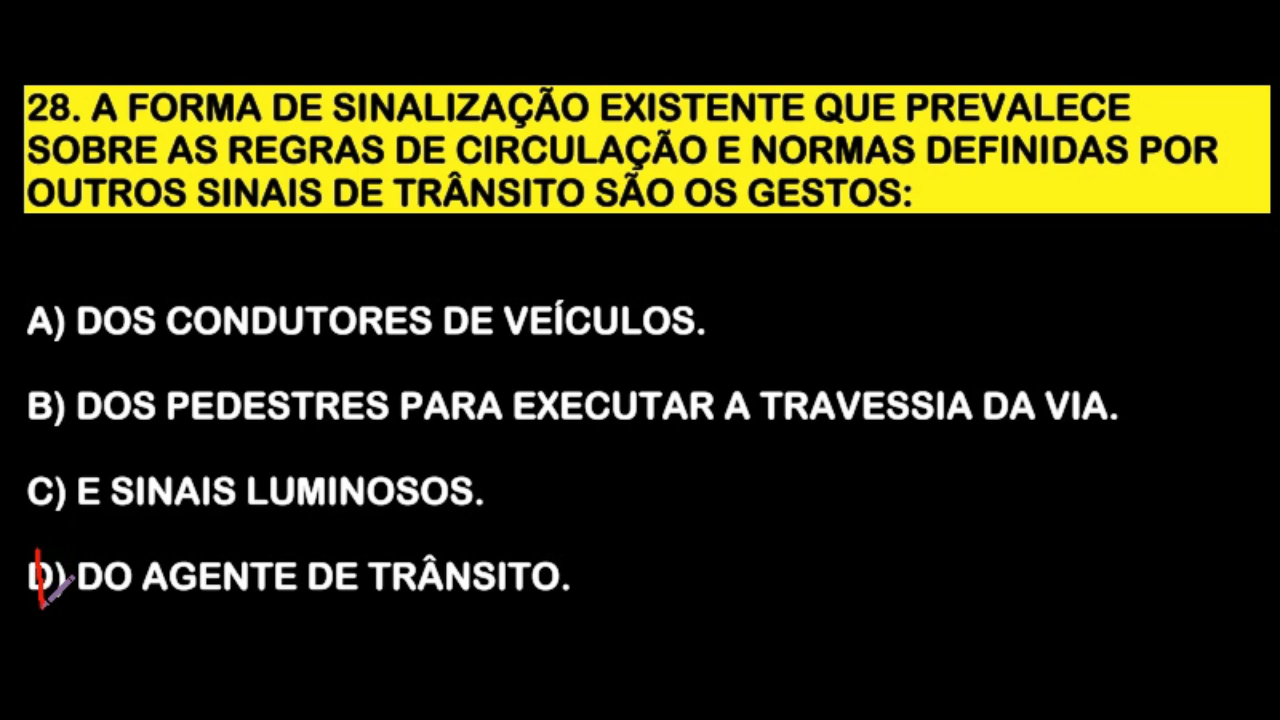 28. A FORMA DE SINALIZAÇÃO EXISTENTE QUE PREVALECE
SOBRE AS REGRAS DE CIRCULAÇÃO E NORMAS DEFINIDAS POR
OUTROS SINAIS DE TRÂNSITO SÃO OS GESTOS:
A) DOS CONDUTORES DE VEÍCULOS.
B) DOS PEDESTRES PARA EXECUTAR A TRAVESSIA DA VIA.
C) E SINAIS LUMINOSOS.
D) DO AGENTE DE TRÂNSITO.